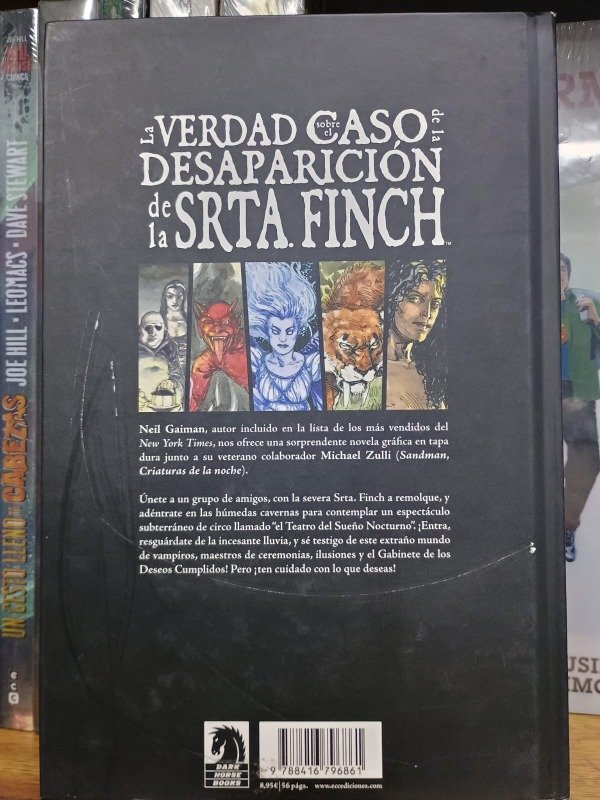 La VERDAD sobre el CASO de la
DESAPARICIÓN
de la SRTA. FINCH™
Neil Gaiman, autor incluido en la lista de los más vendidos del
New York Times, nos ofrece una sorprendente novela gráfica en tapa
dura junto a su veterano colaborador Michael Zulli (Sandman,
Criaturas de la noche).
Únete a un grupo de amigos, con la severa Srta. Finch a remolque, y
adéntrate en las húmedas cavernas para contemplar un espectáculo
subterráneo de circo llamado “el Teatro del Sueño Nocturno”. ¡Entra,
resguárdate de la incesante lluvia, y sé testigo de este extraño mundo
de vampiros, maestros de ceremonias, ilusiones y el Gabinete de los
Deseos Cumplidos! Pero ¡ten cuidado con lo que deseas!
DARK
HORSE
BOOKS
9 788416 796861
8,95€ | 56 págs. www.eccediciones.com
JOE HILL
COMICS
UN CESTO LLENO DE CABEZAS JOE HILL • LEOMACS • DAVE STEWART
ecc